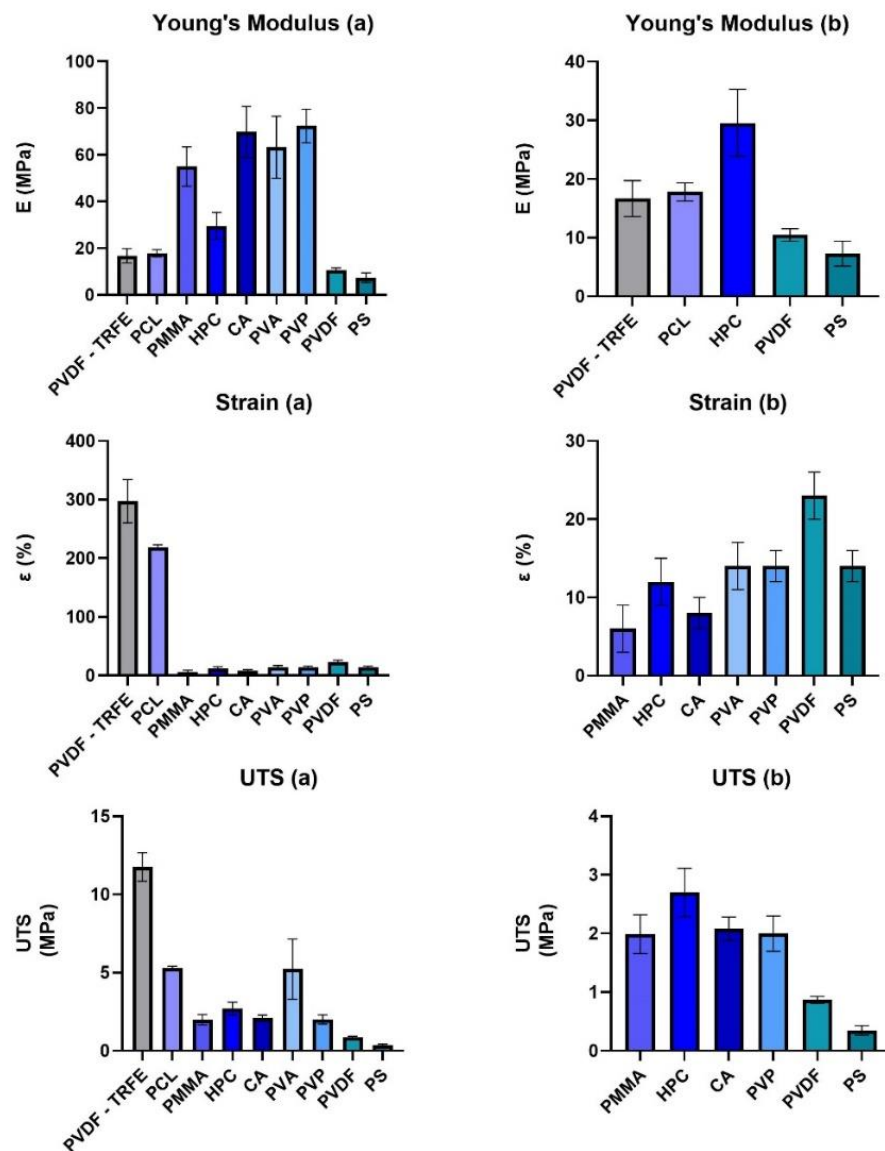 Young's Modulus (a)
E (MPa)
100
80
60
40
20
0
PVDF - TRFE
PCL
PMMA
HPC
CA
PVA
PVP
PVDF
PS
Young's Modulus (b)
E (MPa)
40
30
20
10
0
PVDF - TRFE
PCL
HPC
PVDF
PS
Strain (a)
ε (%)
400
300
200
100
0
PVDF - TRFE
PCL
PMMA
HPC
CA
PVA
PVP
PVDF
PS
Strain (b)
ε (%)
30
20
10
0
PMMA
HPC
CA
PVA
PVP
PVDF
PS
UTS (a)
UTS
(MPa)
15
10
5
0
PVDF - TRFE
PCL
PMMA
HPC
CA
PVA
PVP
PVDF
PS
UTS (b)
UTS
(MPa)
4
3
2
1
0
PMMA
HPC
CA
PVP
PVDF
PS